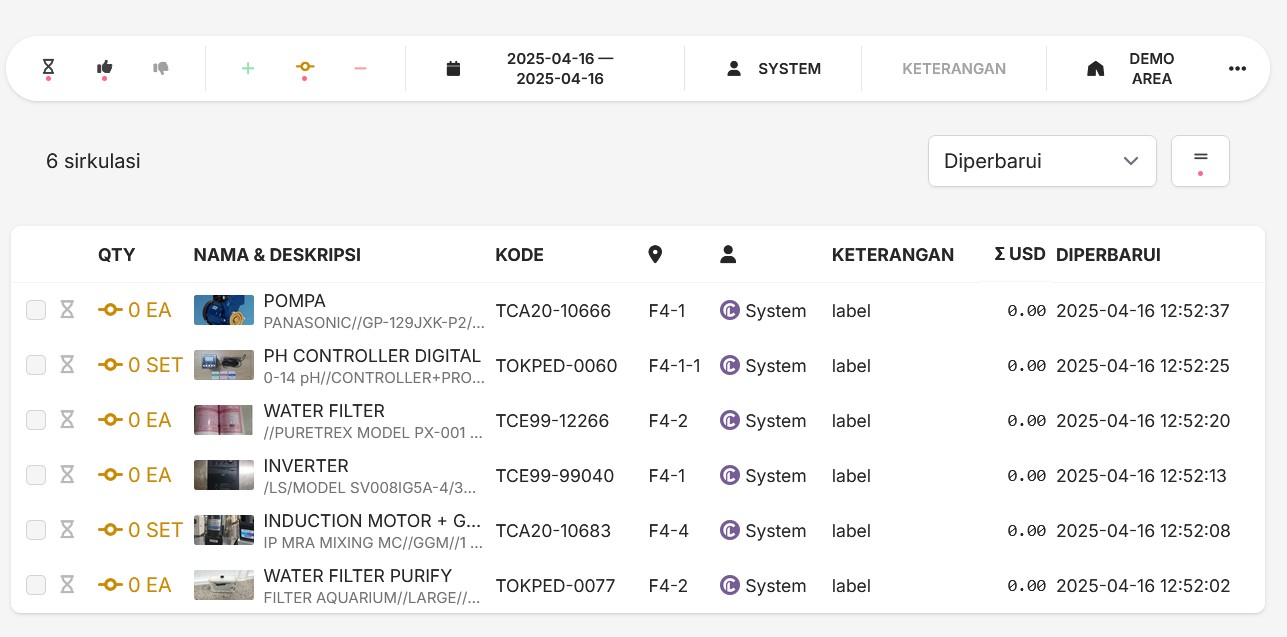 2025-04-16 —
2025-04-16
SYSTEM
KETERANGAN
DEMO
AREA
6 sirkulasi
Diperbarui
QTY NAMA & DESKRIPSI KODE KETERANGAN Σ USD DIPERBARUI
0 EA POMPA TCA20-10666 F4-1 System label 0.00 2025-04-16 12:52:37
PANASONIC//GP-129JXK-P2/...
0 SET PH CONTROLLER DIGITAL TOKPED-0060 F4-1-1 System label 0.00 2025-04-16 12:52:25
0-14 pH//CONTROLLER+PRO...
0 EA WATER FILTER TCE99-12266 F4-2 System label 0.00 2025-04-16 12:52:20
//PURETREX MODEL PX-001 ...
0 EA INVERTER TCE99-99040 F4-1 System label 0.00 2025-04-16 12:52:13
/LS/MODEL SV008IG5A-4/3...
0 SET INDUCTION MOTOR + G... TCA20-10683 F4-4 System label 0.00 2025-04-16 12:52:08
IP MRA MIXING MC//GGM//1 ...
0 EA WATER FILTER PURIFY TOKPED-0077 F4-2 System label 0.00 2025-04-16 12:52:02
FILTER AQUARIUM//LARGE//...